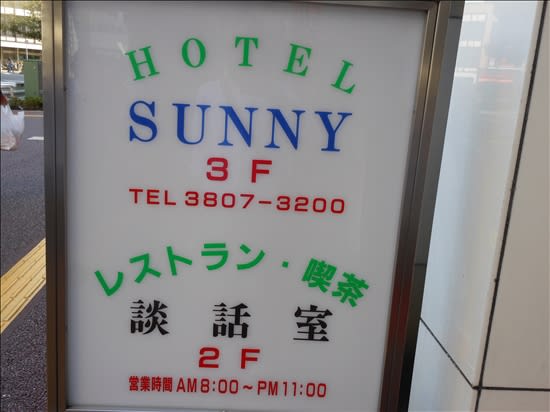 HOTEL
SUNNY
3F
TEL 3807-3200
レストラン・喫茶
談話室
2F
営業時間 AM8:00～PM11:00